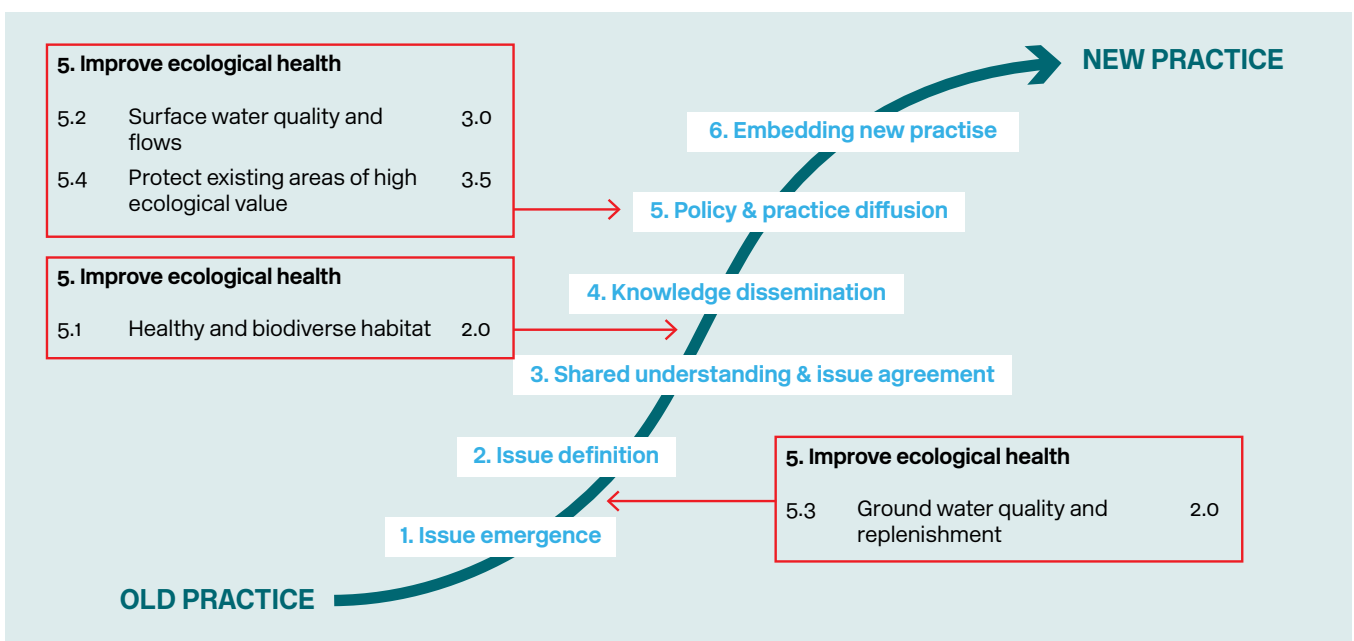 5. Improve ecological health
5.2 Surface water quality and 3.0
flows
5.4 Protect existing areas of high 3.5
ecological value
NEW PRACTICE
6. Embedding new practise
5. Policy & practice diffusion
5. Improve ecological health
5.1 Healthy and biodiverse habitat 2.0
4. Knowledge dissemination
3. Shared understanding & issue agreement
2. Issue definition
5. Improve ecological health
5.3 Ground water quality and 2.0
replenishment
1. Issue emergence
OLD PRACTICE